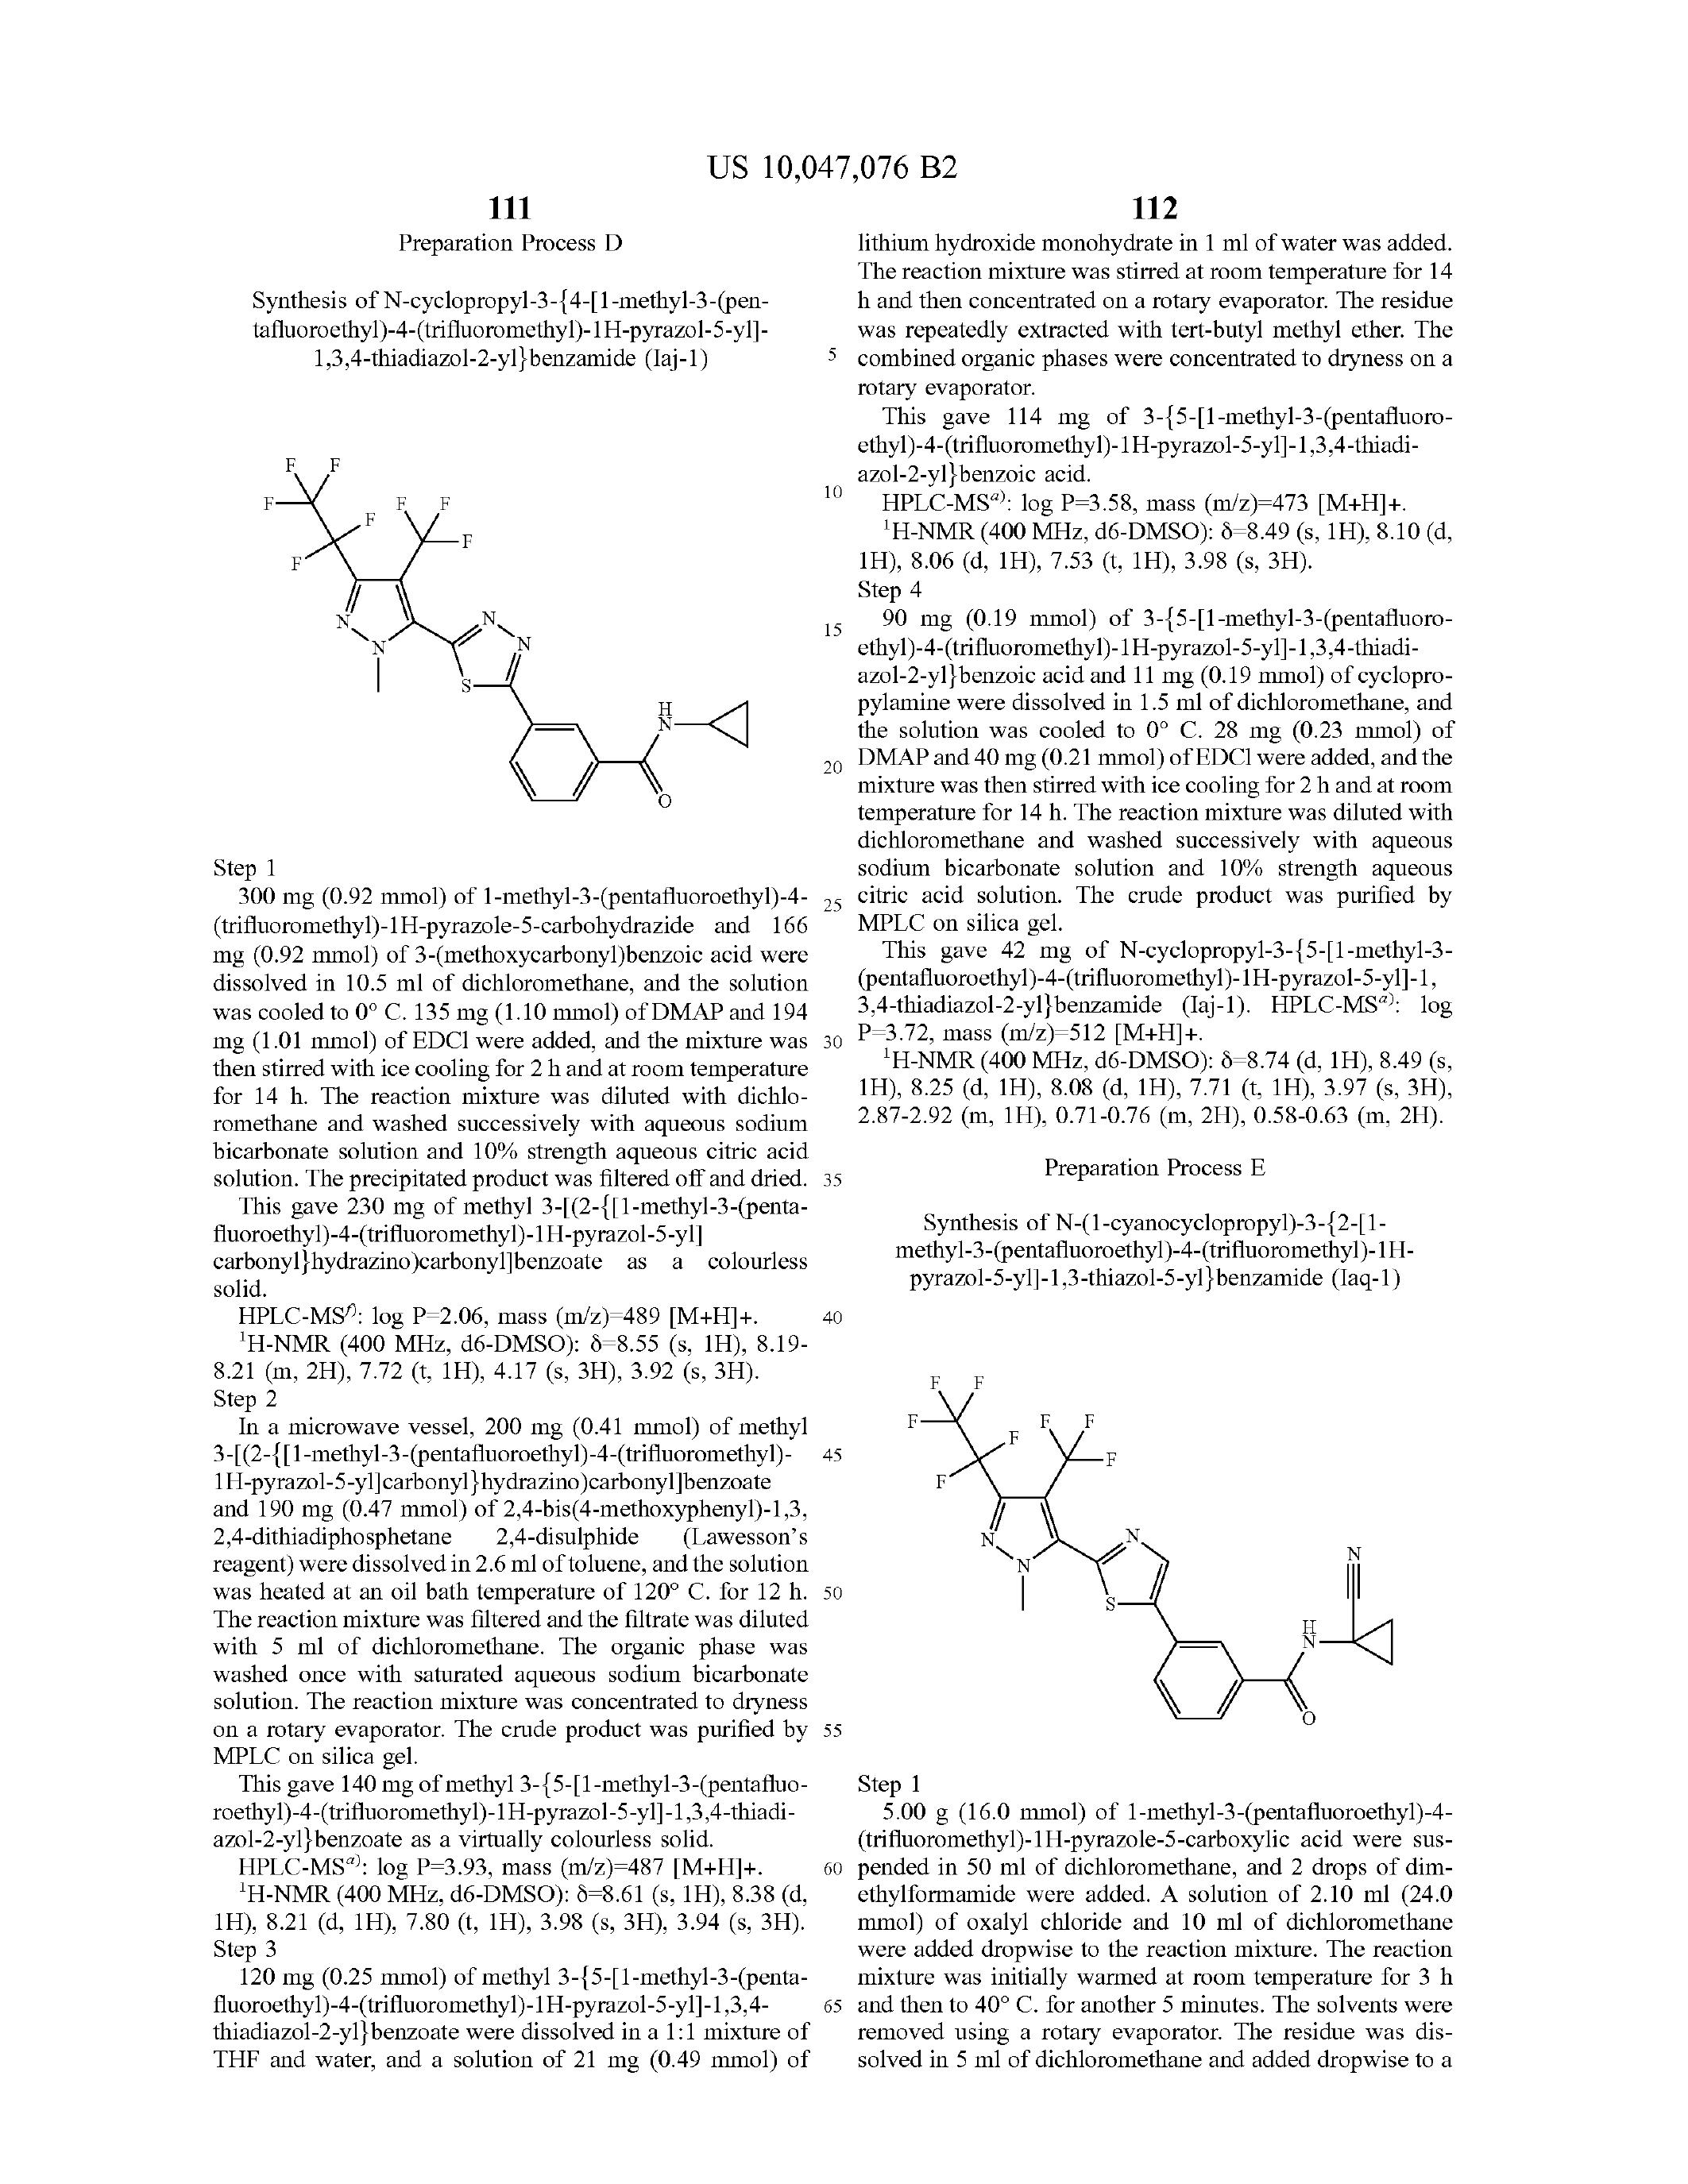 US 10,047,076 B2
111
Preparation Process D
Synthesis of N-cyclopropyl-3-{4-[1-methyl-3-(pen-
tafluoroethyl)-4-(trifluoromethyl)-1H-pyrazol-5-yl]-
1,3,4-thiadiazol-2-yl}benzamide (Iaj-1)
F F
F F F
F
F
F
N N
N N
S
H
N
O
Step 1
300 mg (0.92 mmol) of 1-methyl-3-(pentafluoroethyl)-4-
(trifluoromethyl)-1H-pyrazole-5-carbohydrazide and 166
mg (0.92 mmol) of 3-(methoxycarbonyl)benzoic acid were
dissolved in 10.5 ml of dichloromethane, and the solution
was cooled to 0° C. 135 mg (1.10 mmol) of DMAP and 194
mg (1.01 mmol) of EDCl were added, and the mixture was
then stirred with ice cooling for 2 h and at room temperature
for 14 h. The reaction mixture was diluted with dichlo-
romethane and washed successively with aqueous sodium
bicarbonate solution and 10% strength aqueous citric acid
solution. The precipitated product was filtered off and dried.
This gave 230 mg of methyl 3-[(2-{[1-methyl-3-(penta-
fluoroethyl)-4-(trifluoromethyl)-1H-pyrazol-5-yl]
carbonyl}hydrazino)carbonyl]benzoate as a colourless
solid.
HPLC-MSf): log P=2.06, mass (m/z)=489 [M+H]+.
1H-NMR (400 MHz, d6-DMSO): δ=8.55 (s, 1H), 8.19-
8.21 (m, 2H), 7.72 (t, 1H), 4.17 (s, 3H), 3.92 (s, 3H).
Step 2
In a microwave vessel, 200 mg (0.41 mmol) of methyl
3-[(2-{[1-methyl-3-(pentafluoroethyl)-4-(trifluoromethyl)-
1H-pyrazol-5-yl]carbonyl}hydrazino)carbonyl]benzoate
and 190 mg (0.47 mmol) of 2,4-bis(4-methoxyphenyl)-1,3,
2,4-dithiadiphosphetane 2,4-disulphide (Lawesson's
reagent) were dissolved in 2.6 ml of toluene, and the solution
was heated at an oil bath temperature of 120° C. for 12 h.
The reaction mixture was filtered and the filtrate was diluted
with 5 ml of dichloromethane. The organic phase was
washed once with saturated aqueous sodium bicarbonate
solution. The reaction mixture was concentrated to dryness
on a rotary evaporator. The crude product was purified by
MPLC on silica gel.
This gave 140 mg of methyl 3-{5-[1-methyl-3-(pentafluo-
roethyl)-4-(trifluoromethyl)-1H-pyrazol-5-yl]-1,3,4-thiadi-
azol-2-yl}benzoate as a virtually colourless solid.
HPLC-MSa): log P=3.93, mass (m/z)=487 [M+H]+.
1H-NMR (400 MHz, d6-DMSO): δ=8.61 (s, 1H), 8.38 (d,
1H), 8.21 (d, 1H), 7.80 (t, 1H), 3.98 (s, 3H), 3.94 (s, 3H).
Step 3
120 mg (0.25 mmol) of methyl 3-{5-[1-methyl-3-(penta-
fluoroethyl)-4-(trifluoromethyl)-1H-pyrazol-5-yl]-1,3,4-
thiadiazol-2-yl}benzoate were dissolved in a 1:1 mixture of
THF and water, and a solution of 21 mg (0.49 mmol) of
5
10
15
20
25
30
35
40
45
50
55
60
65
112
lithium hydroxide monohydrate in 1 ml of water was added.
The reaction mixture was stirred at room temperature for 14
h and then concentrated on a rotary evaporator. The residue
was repeatedly extracted with tert-butyl methyl ether. The
combined organic phases were concentrated to dryness on a
rotary evaporator.
This gave 114 mg of 3-{5-[1-methyl-3-(pentafluoro-
ethyl)-4-(trifluoromethyl)-1H-pyrazol-5-yl]-1,3,4-thiadi-
azol-2-yl}benzoic acid.
HPLC-MSa): log P=3.58, mass (m/z)=473 [M+H]+.
1H-NMR (400 MHz, d6-DMSO): δ=8.49 (s, 1H), 8.10 (d,
1H), 8.06 (d, 1H), 7.53 (t, 1H), 3.98 (s, 3H).
Step 4
90 mg (0.19 mmol) of 3-{5-[1-methyl-3-(pentafluoro-
ethyl)-4-(trifluoromethyl)-1H-pyrazol-5-yl]-1,3,4-thiadi-
azol-2-yl}benzoic acid and 11 mg (0.19 mmol) of cyclopro-
pylamine were dissolved in 1.5 ml of dichloromethane, and
the solution was cooled to 0° C. 28 mg (0.23 mmol) of
DMAP and 40 mg (0.21 mmol) of EDCl were added, and the
mixture was then stirred with ice cooling for 2 h and at room
temperature for 14 h. The reaction mixture was diluted with
dichloromethane and washed successively with aqueous
sodium bicarbonate solution and 10% strength aqueous
citric acid solution. The crude product was purified by
MPLC on silica gel.
This gave 42 mg of N-cyclopropyl-3-{5-[1-methyl-3-
(pentafluoroethyl)-4-(trifluoromethyl)-1H-pyrazol-5-yl]-1,
3,4-thiadiazol-2-yl}benzamide (Iaj-1). HPLC-MSa): log
P=3.72, mass (m/z)=512 [M+H]+.
1H-NMR (400 MHz, d6-DMSO): δ=8.74 (d, 1H), 8.49 (s,
1H), 8.25 (d, 1H), 8.08 (d, 1H), 7.71 (t, 1H), 3.97 (s, 3H),
2.87-2.92 (m, 1H), 0.71-0.76 (m, 2H), 0.58-0.63 (m, 2H).
Preparation Process E
Synthesis of N-(1-cyanocyclopropyl)-3-{2-[1-
methyl-3-(pentafluoroethyl)-4-(trifluoromethyl)-1H-
pyrazol-5-yl]-1,3-thiazol-5-yl}benzamide (Iaq-1)
F F
F F F
F
F
F
N N
N
N
S
H
N
O
Step 1
5.00 g (16.0 mmol) of 1-methyl-3-(pentafluoroethyl)-4-
(trifluoromethyl)-1H-pyrazole-5-carboxylic acid were sus-
pended in 50 ml of dichloromethane, and 2 drops of dim-
ethylformamide were added. A solution of 2.10 ml (24.0
mmol) of oxalyl chloride and 10 ml of dichloromethane
were added dropwise to the reaction mixture. The reaction
mixture was initially warmed at room temperature for 3 h
and then to 40° C. for another 5 minutes. The solvents were
removed using a rotary evaporator. The residue was dis-
solved in 5 ml of dichloromethane and added dropwise to a